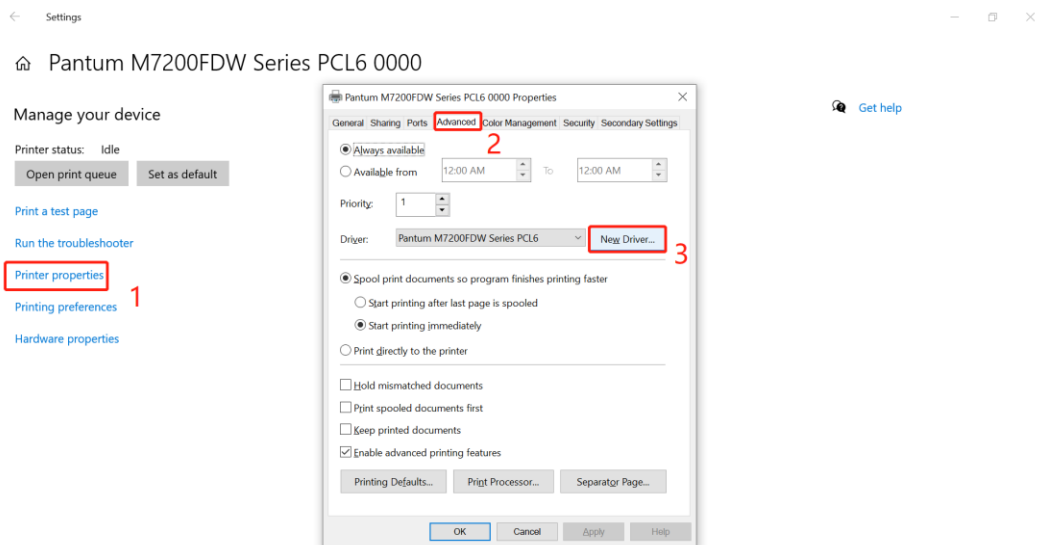 Settings
Pantum M7200FDW Series PCL6 0000
Manage your device
Printer status: Idle
Open print queue Set as default
Print a test page
Run the troubleshooter
Printer properties
1
Printing preferences
Hardware properties
Pantum M7200FDW Series PCL6 0000 Properties
General Sharing Ports Advanced Color Management Security Secondary Settings
2
Always available
Available from 12:00 AM To 12:00 AM
Priority: 1
Driver: Pantum M7200FDW Series PCL6 New Driver...
3
Spool print documents so program finishes printing faster
Start printing after last page is spooled
Start printing immediately
Print directly to the printer
Hold mismatched documents
Print spooled documents first
Keep printed documents
Enable advanced printing features
Printing Defaults... Print Processor... Separator Page...
OK Cancel Apply Help
Get help